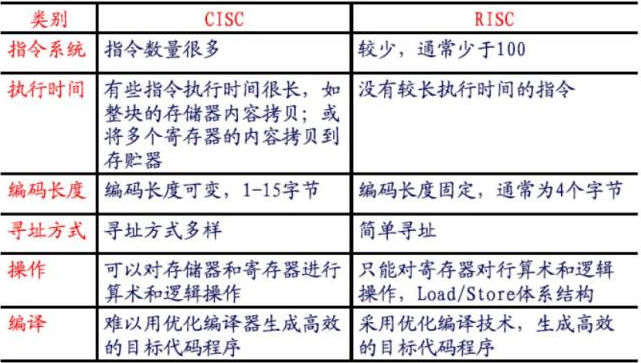 类别 CISC RISC
指令系统 指令数量很多 较少，通常少于100
执行时间 有些指令执行时间很长，如 没有较长执行时间的指令
整块的存储器内容拷贝；或
将多个寄存器的内容拷贝到
存贮器
编码长度 编码长度可变，1-15字节 编码长度固定，通常为4个字节
寻址方式 寻址方式多样 简单寻址
操作 可以对存储器和寄存器进行 只能对寄存器对行算术和逻辑
算术和逻辑操作 操作，Load/Store体系结构
编译 难以用优化编译器生成高效 采用优化编译技术，生成高效
的目标代码程序 的目标代码程序